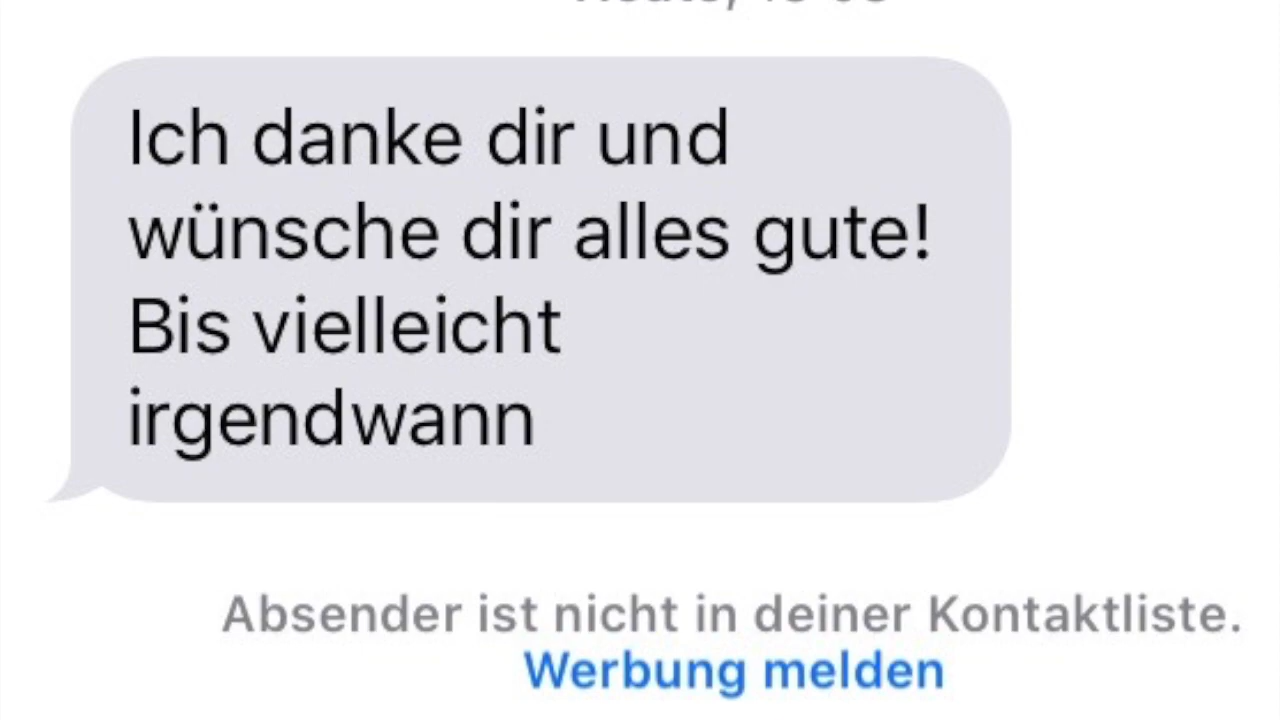 Ich danke dir und
wünsche dir alles gute!
Bis vielleicht
irgendwann
Absender ist nicht in deiner Kontaktliste.
Werbung melden